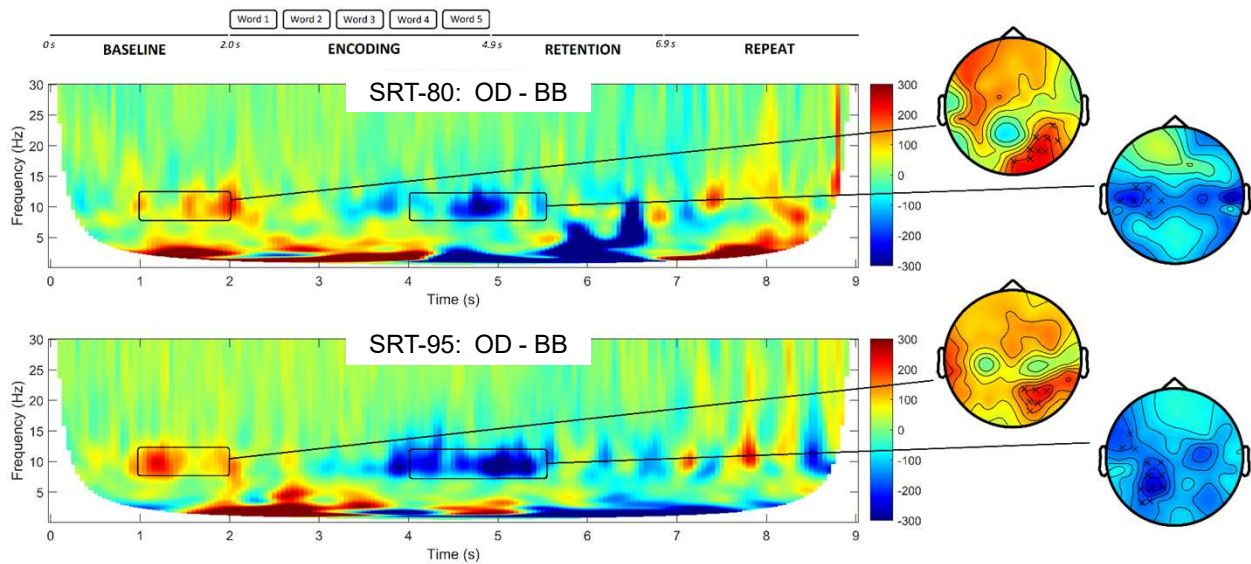 Word 1 Word 2 Word 3 Word 4 Word 5
0 s BASELINE 2.0 s ENCODING 4.9 s RETENTION 6.9 s REPEAT
SRT-80: OD - BB
Frequency (Hz)
30
25
20
15
10
5
0 1 2 3 4 5 6 7 8 9
Time (s)
300
200
100
0
-100
-200
-300
SRT-95: OD - BB
Frequency (Hz)
30
25
20
15
10
5
0 1 2 3 4 5 6 7 8 9
Time (s)
300
200
100
0
-100
-200
-300